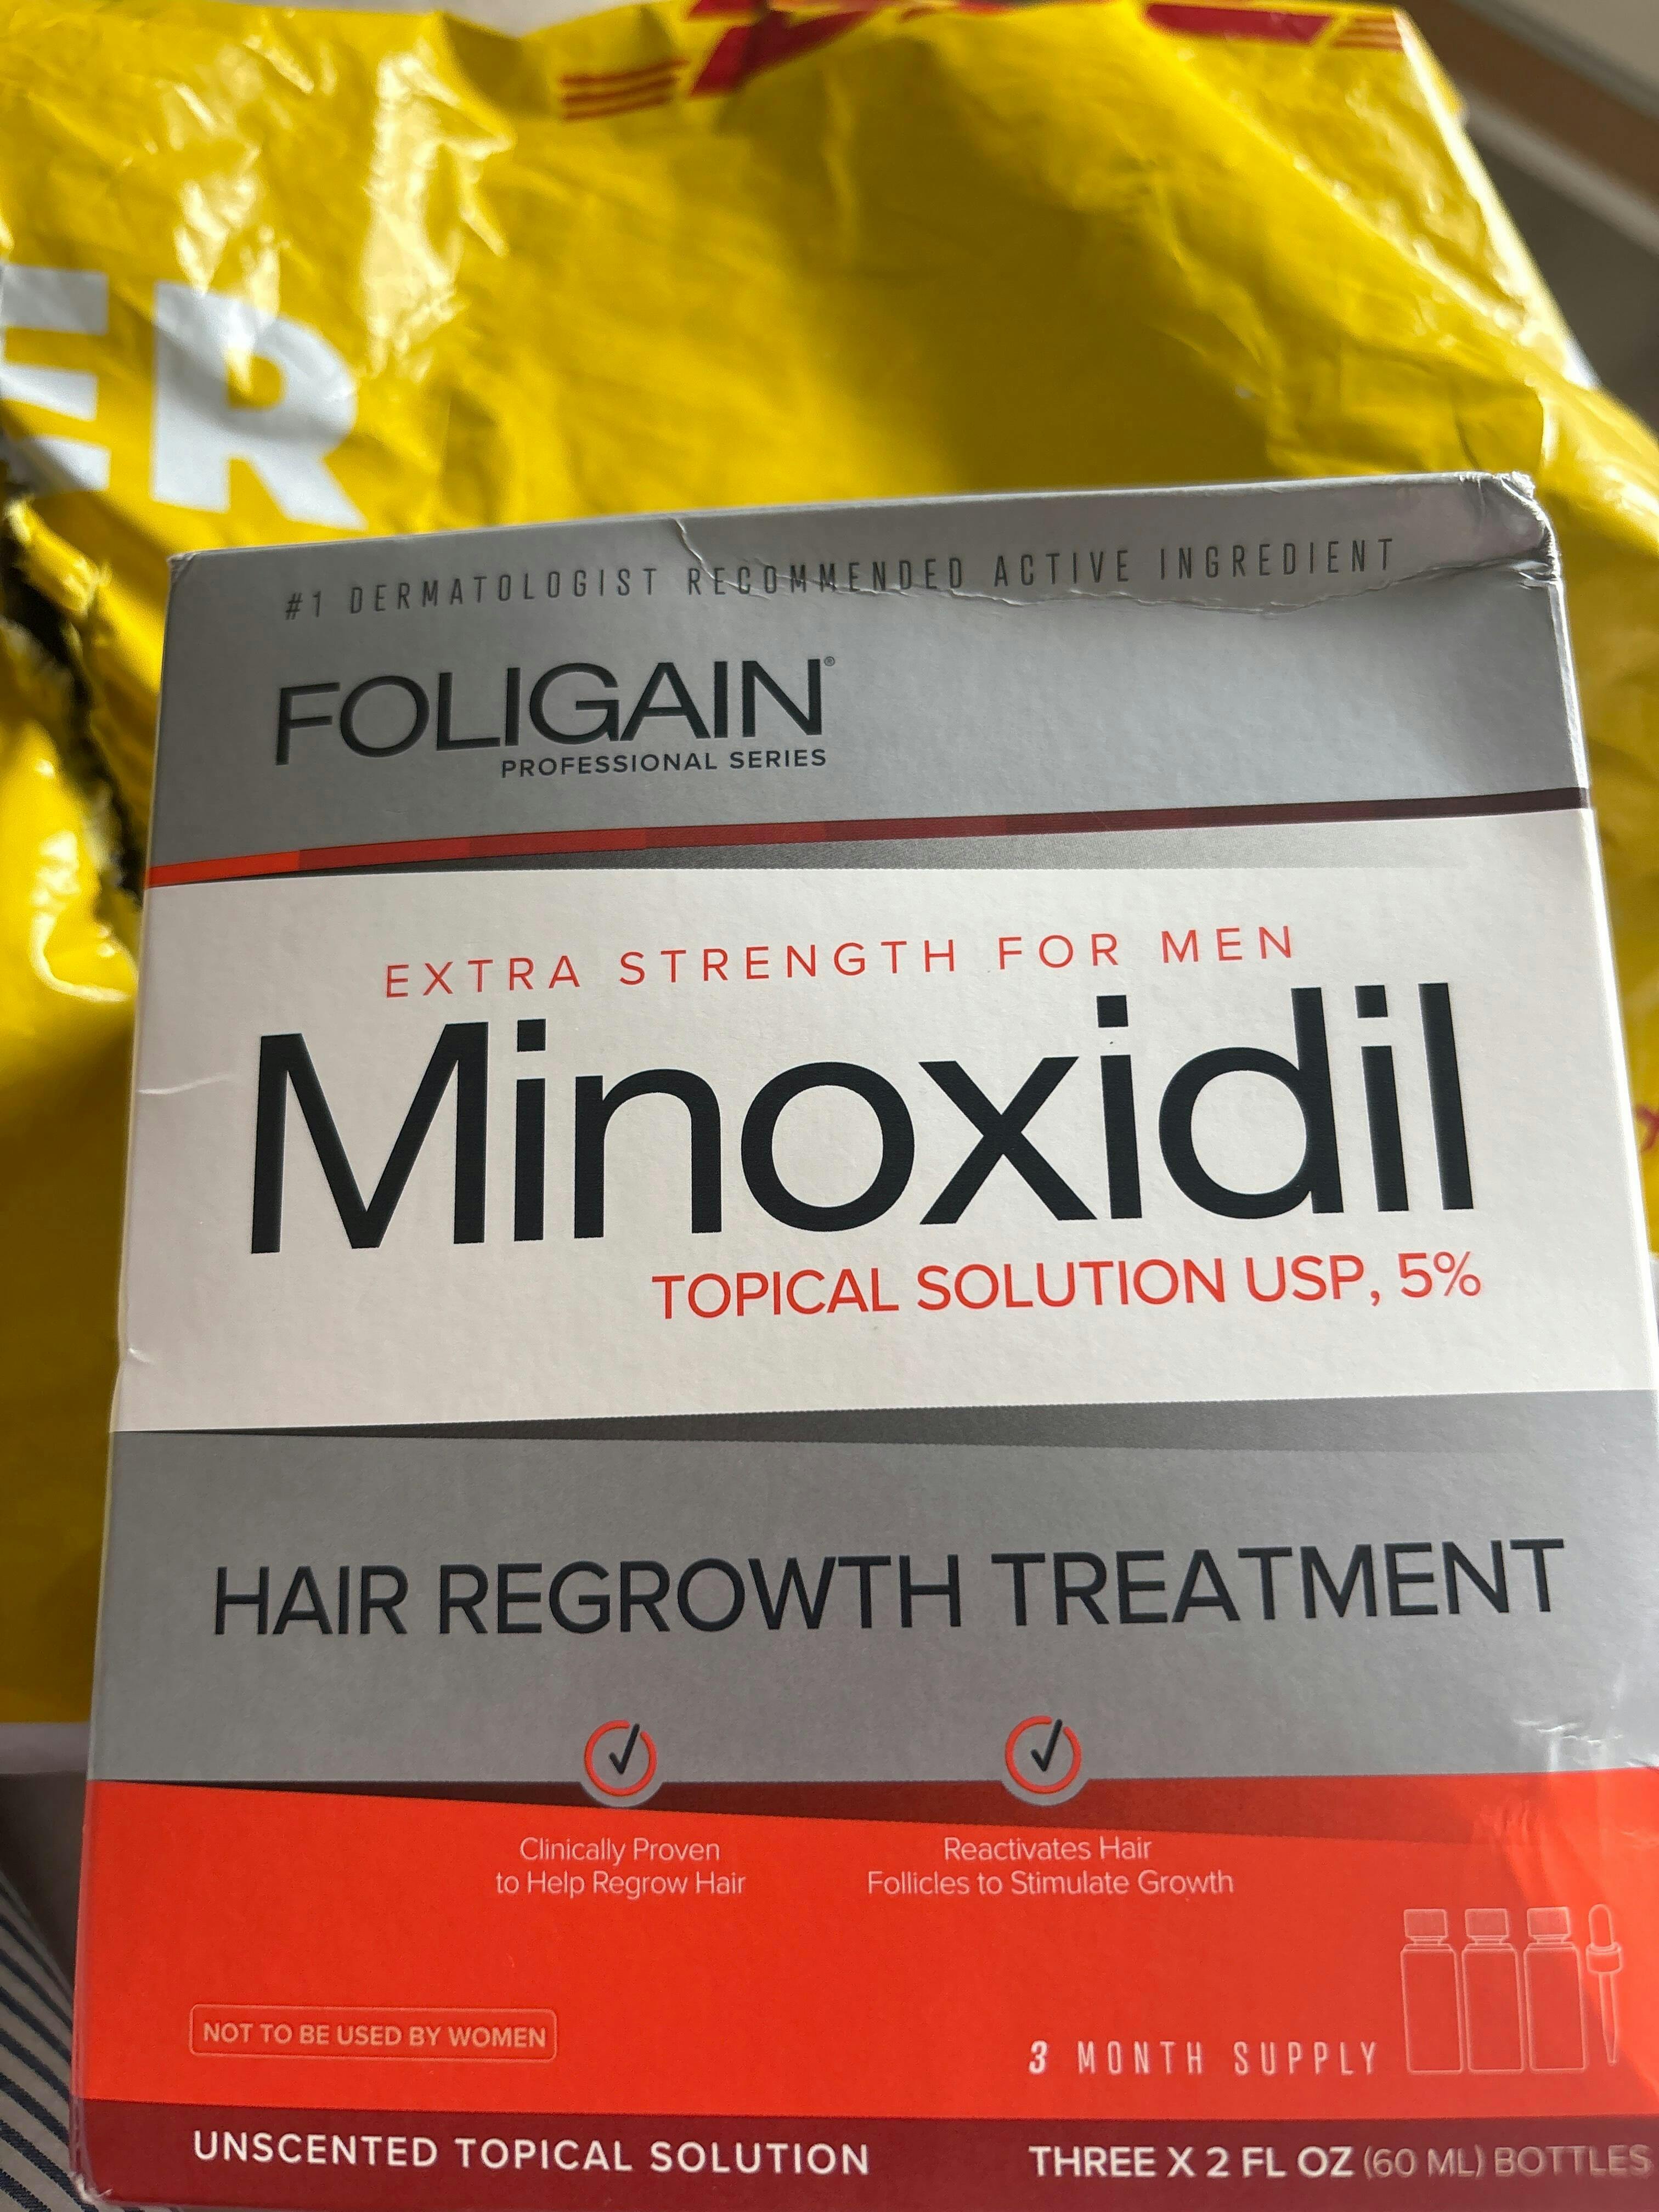 ER
#1 DERMATOLOGIST RECOMMENDED ACTIVE INGREDIENT
FOLIGAIN®
PROFESSIONAL SERIES
EXTRA STRENGTH FOR MEN
Minoxidil
TOPICAL SOLUTION USP, 5%
HAIR REGROWTH TREATMENT
Clinically Proven
to Help Regrow Hair
Reactivates Hair
Follicles to Stimulate Growth
NOT TO BE USED BY WOMEN
3 MONTH SUPPLY
UNSCENTED TOPICAL SOLUTION
THREE X 2 FL OZ (60 ML) BOTTLES